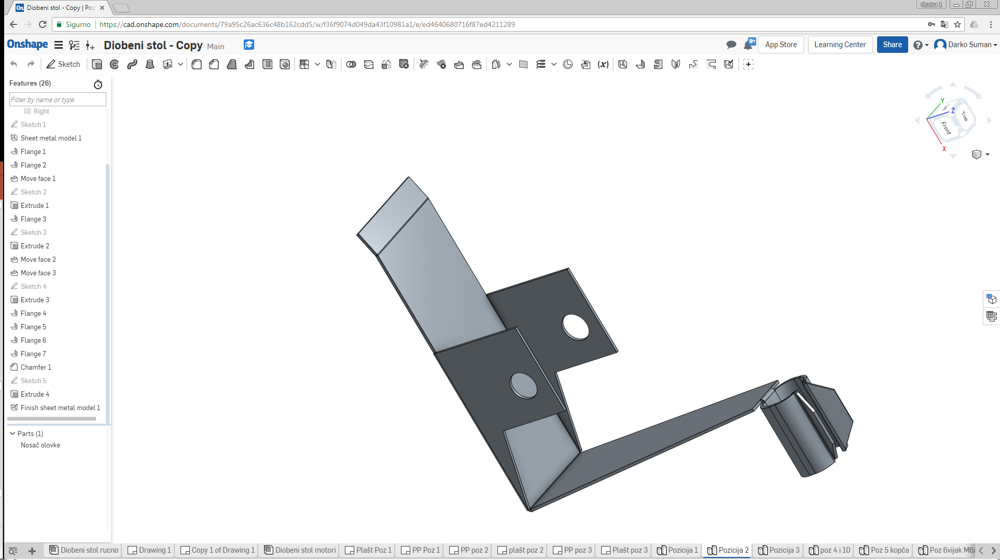 Diobeni stol - Copy | Poz
Osoba 1
Sigurno https://cad.onshape.com/documents/79a95c26ac636c48b162cdd5/w/f36f9074d049da43f10981a1/e/ed4640680716f87ed4211289
Onshape Diobeni stol - Copy Main 9+ App Store Learning Center Share ? Darko Suman
Sketch (x)
Features (26)
Filter by name or type
Right
Sketch 1
Sheet metal model 1
Flange 1
Flange 2
Move face 1
Sketch 2
Extrude 1
Flange 3
Sketch 3
Extrude 2
Move face 2
Move face 3
Sketch 4
Extrude 3
Flange 4
Flange 5
Flange 6
Flange 7
Chamfer 1
Sketch 5
Extrude 4
Finish sheet metal model 1
Parts (1)
Nosač olovke
Y
Z
Top
Front
X
Diobeni stol rucno Drawing 1 Copy 1 of Drawing 1 Diobeni stol motori Plašt Poz 1 PP Poz 1 PP poz 2 plašt poz 2 PP poz 3 Plašt poz 3 Pozicija 1 Pozicija 2 Pozicija 3 poz 4 i 10 Poz 5 kopča Poz 6vijak M6x